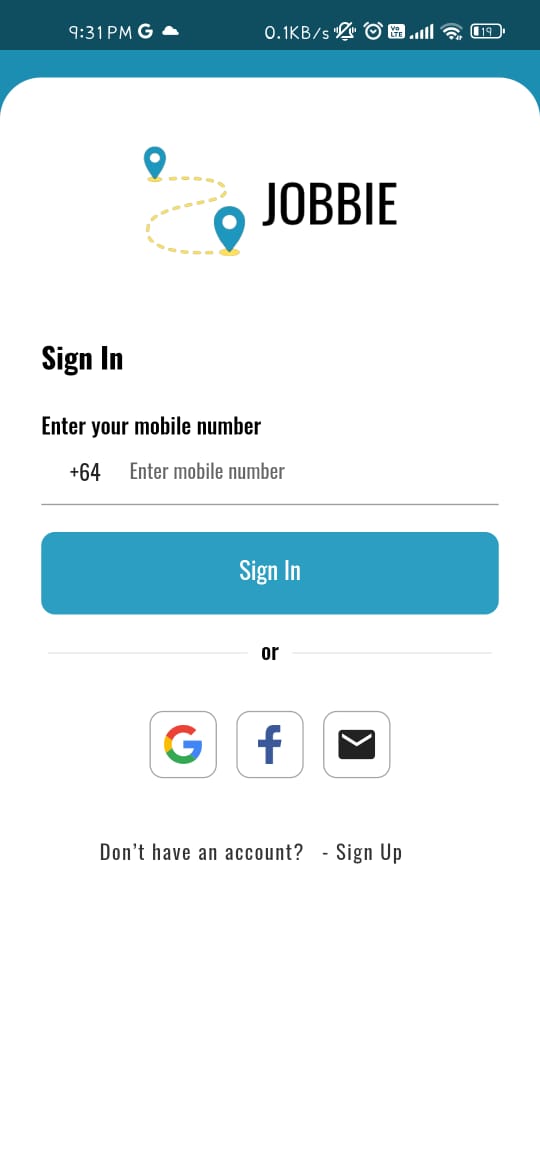 9:31 PM G 0.1KB/s Vo LTE 19
JOBBIE
Sign In
Enter your mobile number
+64 Enter mobile number
Sign In
or
G f
Don't have an account? - Sign Up